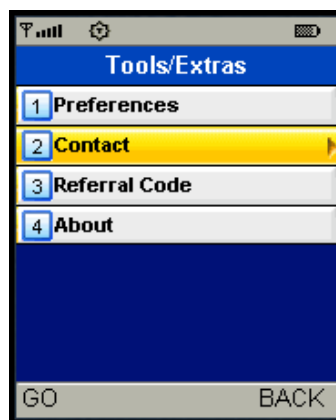 Tools/Extras
1 Preferences
2 Contact
3 Referral Code
4 About
GO BACK